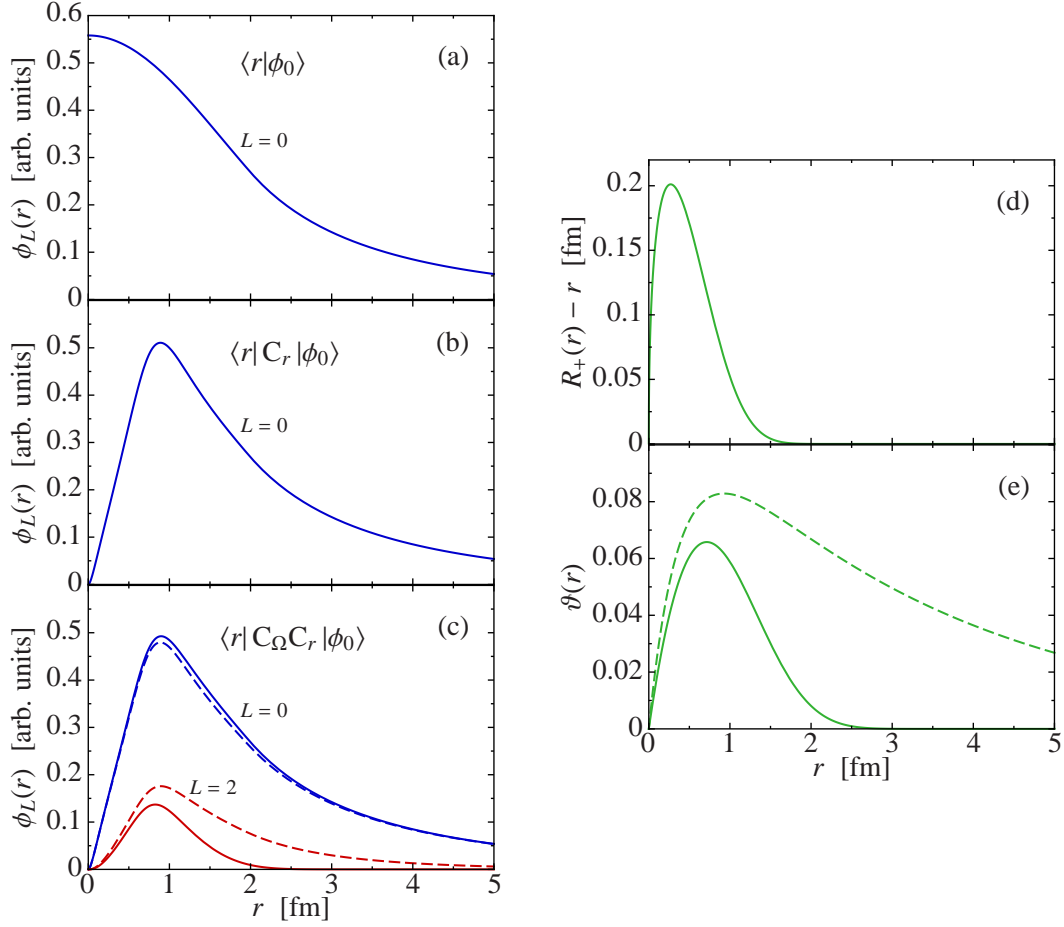 0.6
0.5
0.4
0.3
0.2
0.1
0
ϕL(r) [arb. units]
⟨r|ϕ0⟩
(a)
L = 0
0.5
0.4
0.3
0.2
0.1
0
ϕL(r) [arb. units]
⟨r| Cr |ϕ0⟩
(b)
L = 0
0.5
0.4
0.3
0.2
0.1
0
ϕL(r) [arb. units]
⟨r| CΩCr |ϕ0⟩
(c)
L = 0
L = 2
0 1 2 3 4 5
r [fm]
0.2
0.15
0.1
0.05
0
R+(r) − r [fm]
(d)
0.08
0.06
0.04
0.02
0
ϑ(r)
(e)
0 1 2 3 4 5
r [fm]